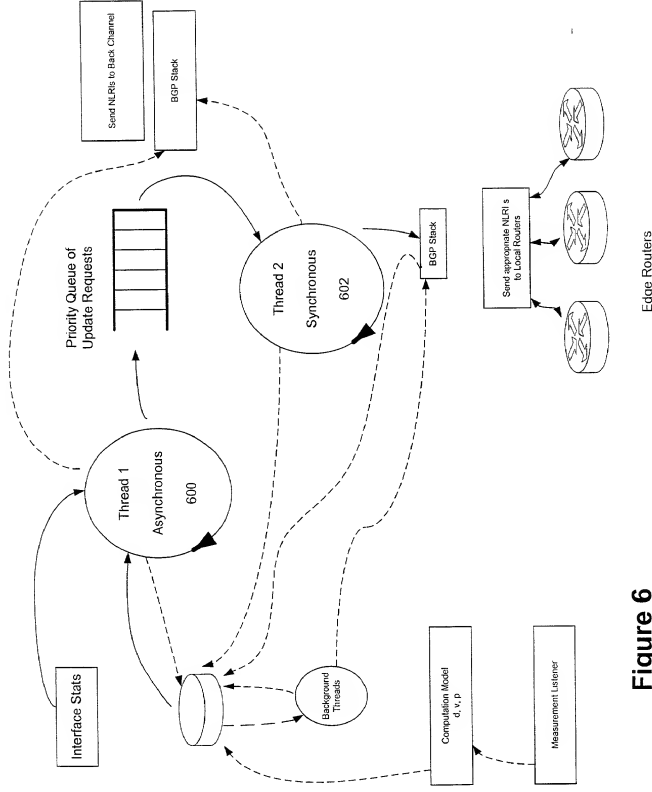 Interface Stats
Thread 1
Asynchronous
600
Priority Queue of
Update Requests
Send NLRIs to Back Channel
BGP Stack
Thread 2
Synchronous
602
BGP Stack
Background
Threads
Computation Model
d, v, p
Measurement Listener
Send appropriate NLRI s
to Local Routers
Edge Routers
Figure 6